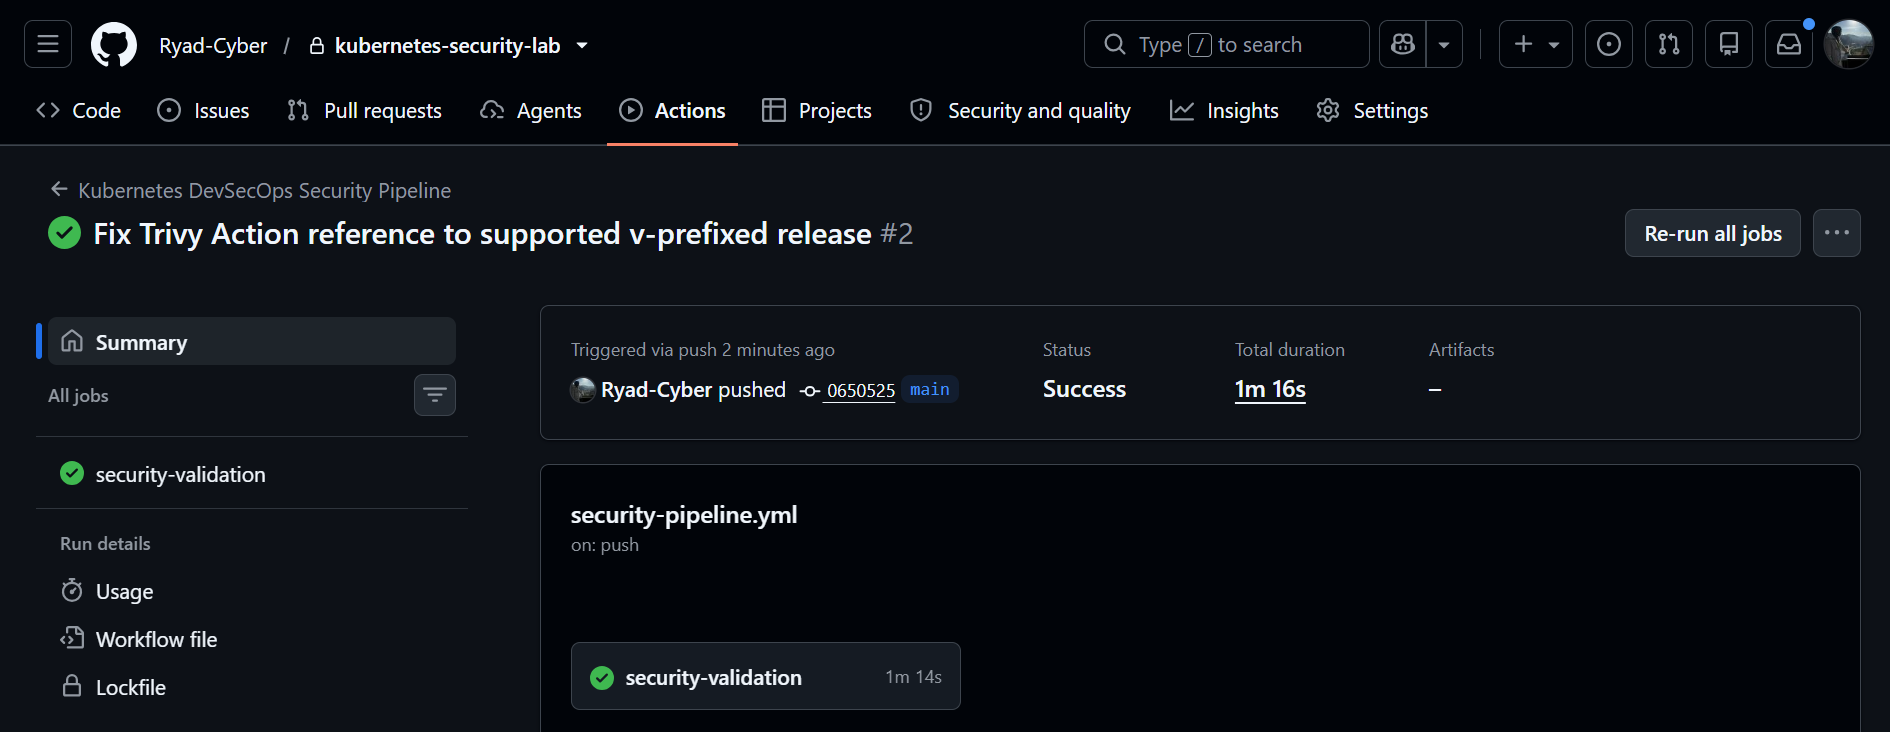 Ryad-Cyber / kubernetes-security-lab
Type / to search
Code Issues Pull requests Agents Actions Projects Security and quality Insights Settings
Kubernetes DevSecOps Security Pipeline
Fix Trivy Action reference to supported v-prefixed release #2
Re-run all jobs
Summary
All jobs
security-validation
Run details
Usage
Workflow file
Lockfile
Triggered via push 2 minutes ago
Ryad-Cyber pushed 0650525 main
Status
Success
Total duration
1m 16s
Artifacts
–
security-pipeline.yml
on: push
security-validation 1m 14s